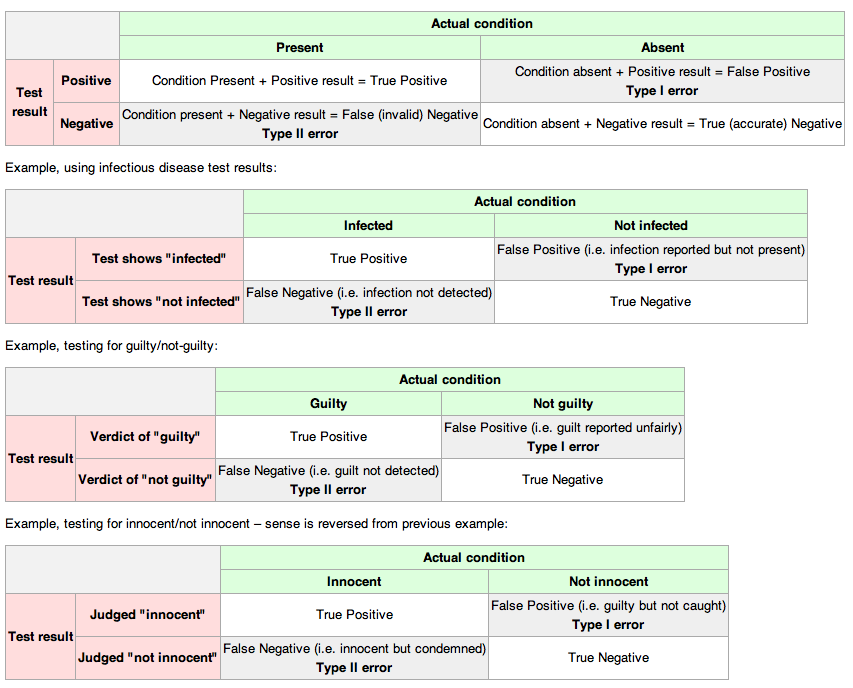 Actual condition
Present Absent
Test result
Positive Condition Present + Positive result = True Positive Condition absent + Positive result = False Positive
Type I error
Negative Condition present + Negative result = False (invalid) Negative
Type II error Condition absent + Negative result = True (accurate) Negative
Example, using infectious disease test results:
Actual condition
Infected Not infected
Test result
Test shows "infected" True Positive False Positive (i.e. infection reported but not present)
Type I error
Test shows "not infected" False Negative (i.e. infection not detected)
Type II error True Negative
Example, testing for guilty/not-guilty:
Actual condition
Guilty Not guilty
Test result
Verdict of "guilty" True Positive False Positive (i.e. guilt reported unfairly)
Type I error
Verdict of "not guilty" False Negative (i.e. guilt not detected)
Type II error True Negative
Example, testing for innocent/not innocent – sense is reversed from previous example:
Actual condition
Innocent Not innocent
Test result
Judged "innocent" True Positive False Positive (i.e. guilty but not caught)
Type I error
Judged "not innocent" False Negative (i.e. innocent but condemned)
Type II error True Negative